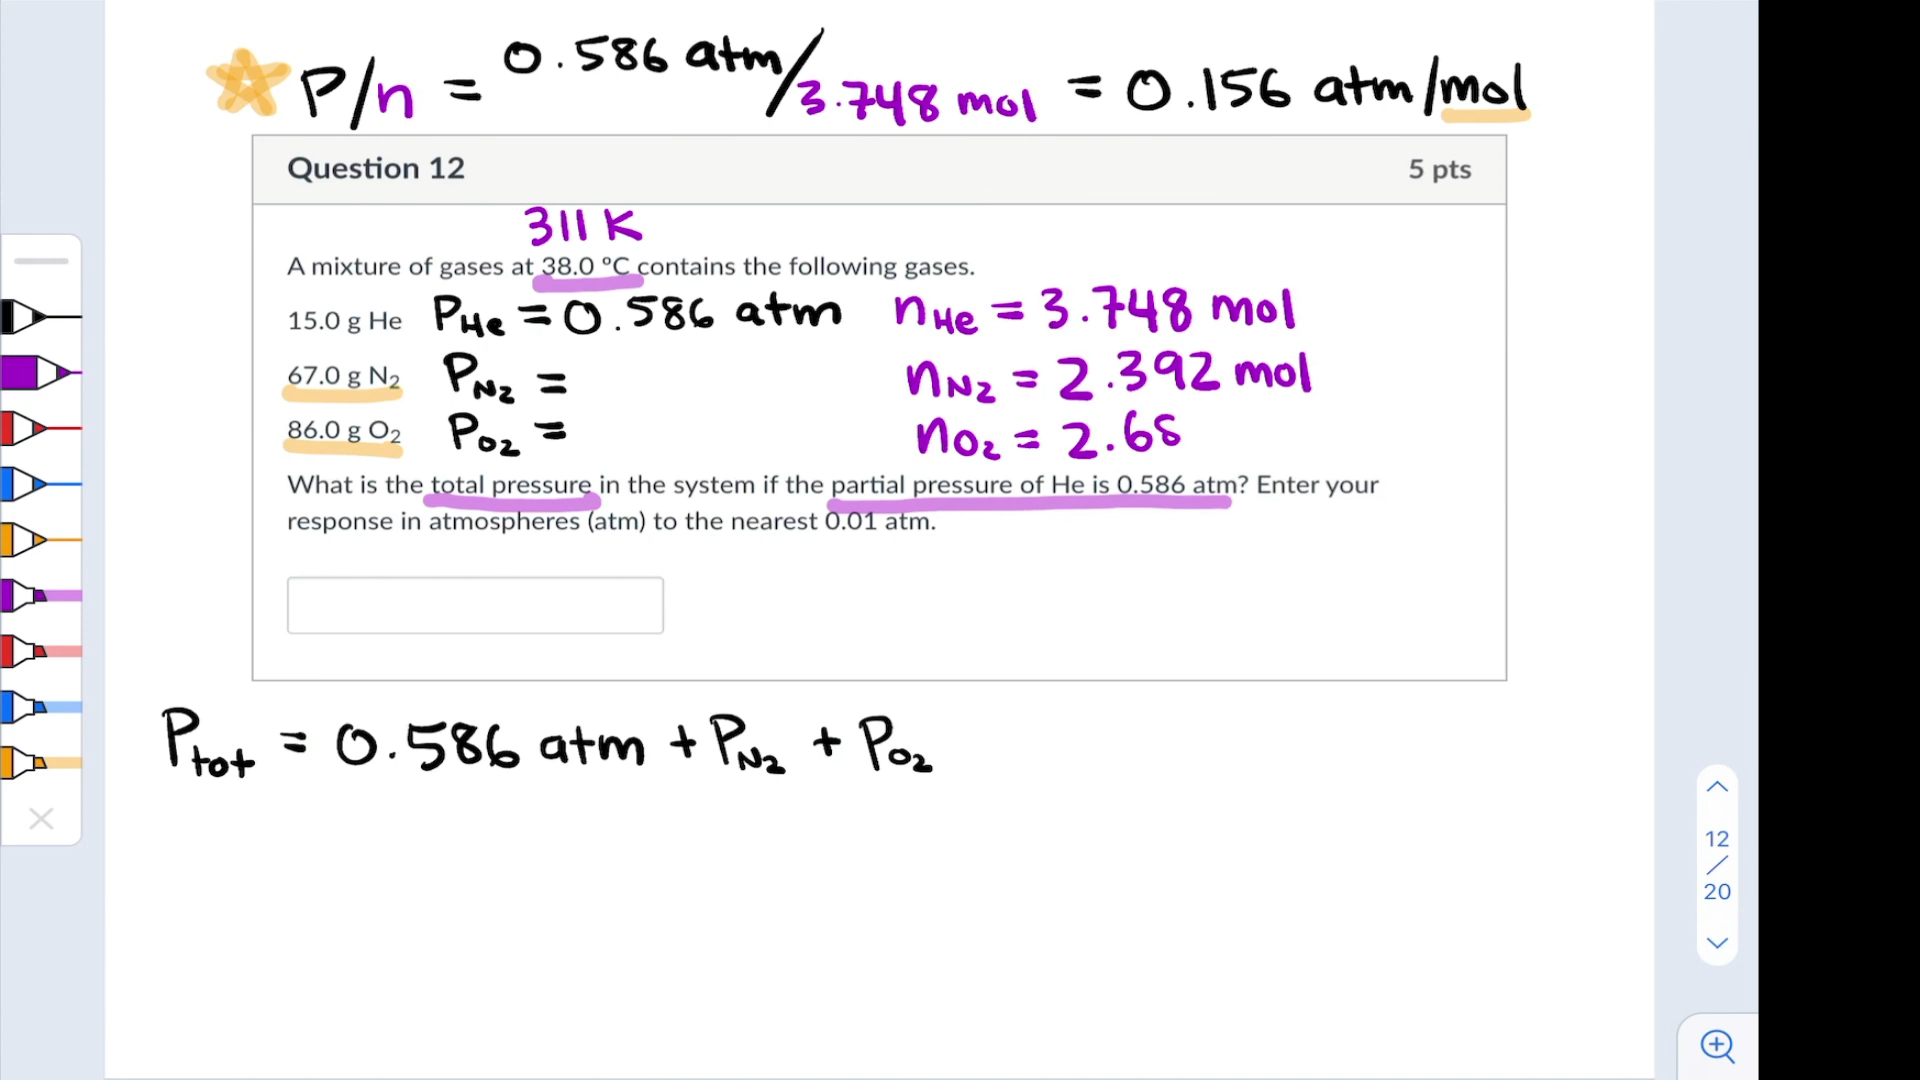 P/n = 0.586 atm/3.748 mol = 0.156 atm/mol
Question 12 5 pts
311 K
A mixture of gases at 38.0 °C contains the following gases.
15.0 g He P_He = 0.586 atm n_He = 3.748 mol
67.0 g N₂ P_N₂ = n_N₂ = 2.392 mol
86.0 g O₂ P_O₂ = n_O₂ = 2.68
What is the total pressure in the system if the partial pressure of He is 0.586 atm? Enter your
response in atmospheres (atm) to the nearest 0.01 atm.
P_tot = 0.586 atm + P_N₂ + P_O₂
12
/
20